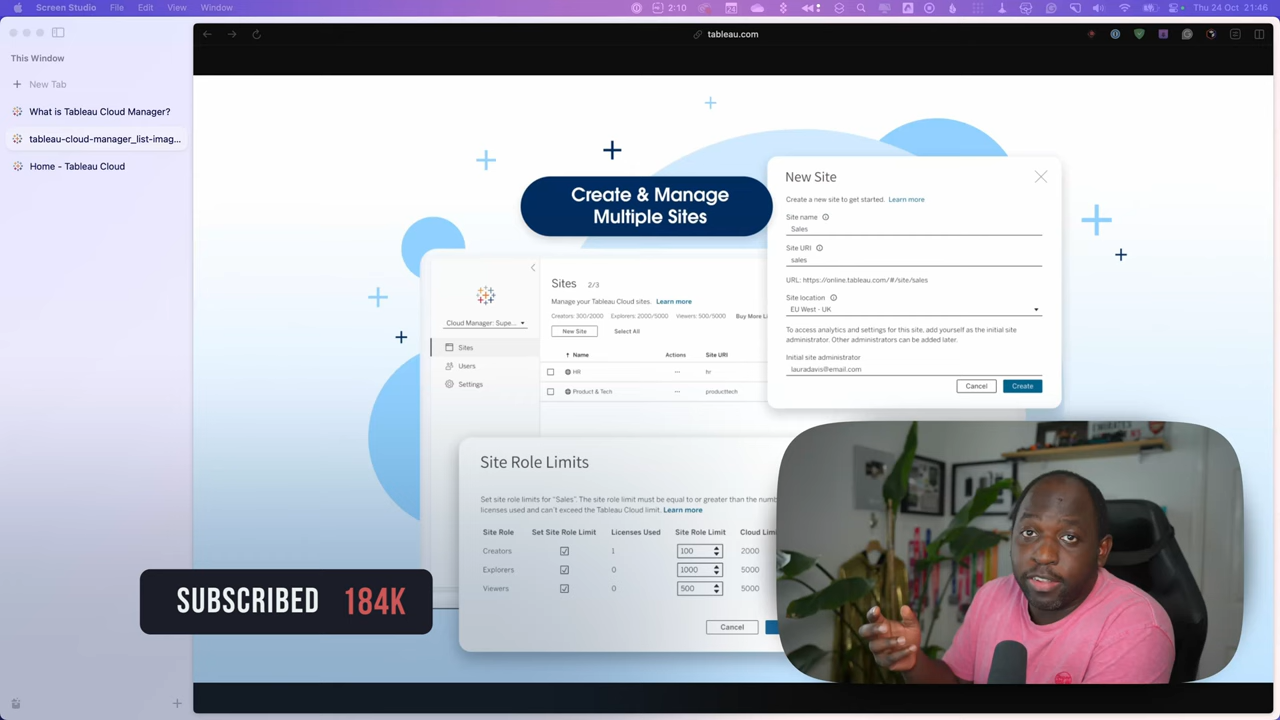 Screen Studio File Edit View Window 2:10 Thu 24 Oct 21:46
tableau.com
This Window
New Tab
What is Tableau Cloud Manager?
tableau-cloud-manager_list-imag...
Home - Tableau Cloud
Create & Manage
Multiple Sites
New Site
Create a new site to get started. Learn more
Site name
Sales
Site URI
sales
URL: https://online.tableau.com/#/site/sales
Site location
EU West - UK
To access analytics and settings for this site, add yourself as the initial site
administrator. Other administrators can be added later.
Initial site administrator
lauradavis@email.com
Cancel Create
Cloud Manager: Supe...
Sites
Users
Settings
Sites 2/3
Manage your Tableau Cloud sites. Learn more
Creators: 300/2000 Explorers: 2000/5000 Viewers: 500/5000 Buy More Li
New Site Select All
Name Actions Site URI
HR hr
Product & Tech producttech
Site Role Limits
Set site role limits for "Sales". The site role limit must be equal to or greater than the num
licenses used and can't exceed the Tableau Cloud limit. Learn more
Site Role Set Site Role Limit Licenses Used Site Role Limit Cloud Lim
Creators 1 100 2000
Explorers 0 1000 5000
Viewers 0 500 5000
Cancel
SUBSCRIBED 184K